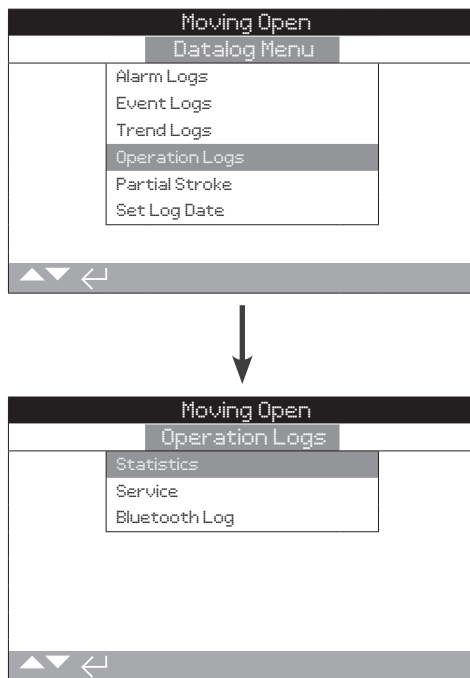 Moving Open
Datalog Menu
Alarm Logs
Event Logs
Trend Logs
Operation Logs
Partial Stroke
Set Log Date
Moving Open
Operation Logs
Statistics
Service
Bluetooth Log